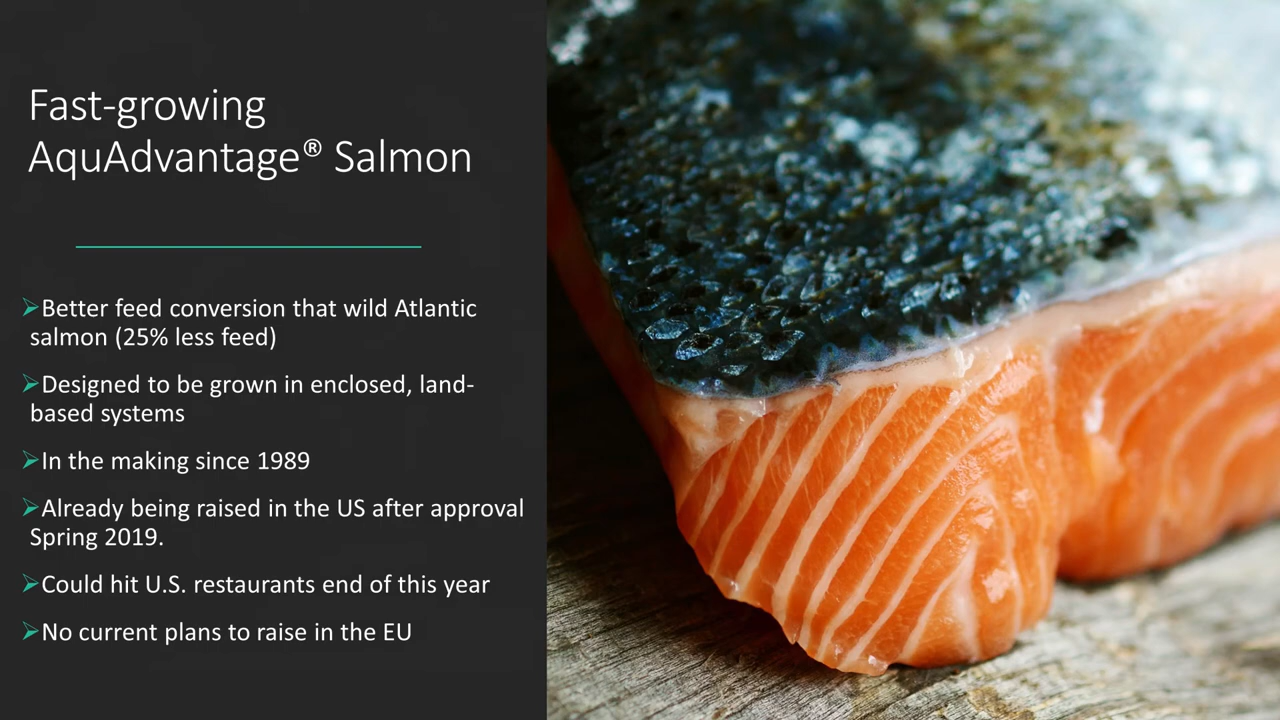 Fast-growing
AquAdvantage® Salmon
Better feed conversion that wild Atlantic
salmon (25% less feed)
Designed to be grown in enclosed, land-
based systems
In the making since 1989
Already being raised in the US after approval
Spring 2019.
Could hit U.S. restaurants end of this year
No current plans to raise in the EU